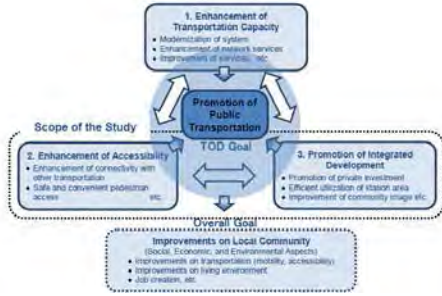 1. Enhancement of
Transportation Capacity
• Modernization of system
• Enhancement of network services
• Improvement of services, etc
Promotion of
Public
Transportation
Scope of the Study
TOD Goal
2. Enhancement of Accessibility
• Enhancement of connectivity with
other transportation
• Safe and convenient pedestrian
access etc.
3. Promotion of Integrated
Development
• Promotion of private investment
• Efficient utilization of station area
• Improvement of community image etc.
Overall Goal
Improvements on Local Community
(Social, Economic, and Environmental Aspects)
• Improvements on transportation (mobility, accessibility)
• Improvements on living environment
• Job creation, etc.